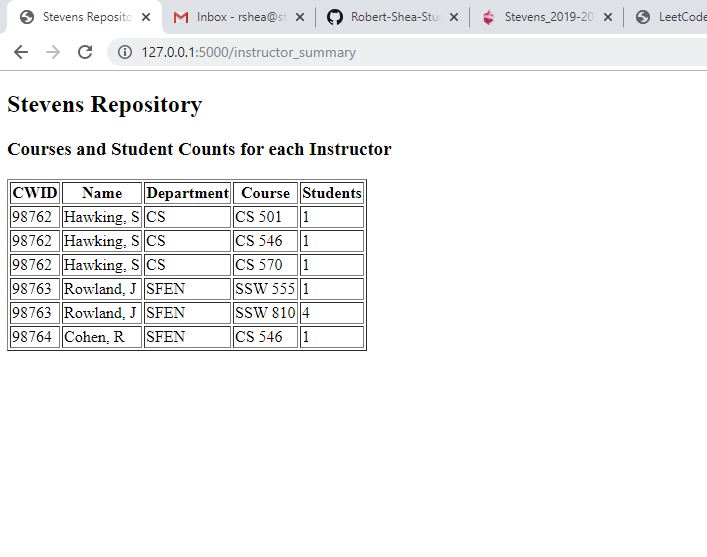 Stevens Reposito Inbox - rshea@st Robert-Shea-Stu Stevens_2019-20 LeetCode
127.0.0.1:5000/instructor_summary
Stevens Repository
Courses and Student Counts for each Instructor
CWID Name Department Course Students
98762 Hawking, S CS CS 501 1
98762 Hawking, S CS CS 546 1
98762 Hawking, S CS CS 570 1
98763 Rowland, J SFEN SSW 555 1
98763 Rowland, J SFEN SSW 810 4
98764 Cohen, R SFEN CS 546 1